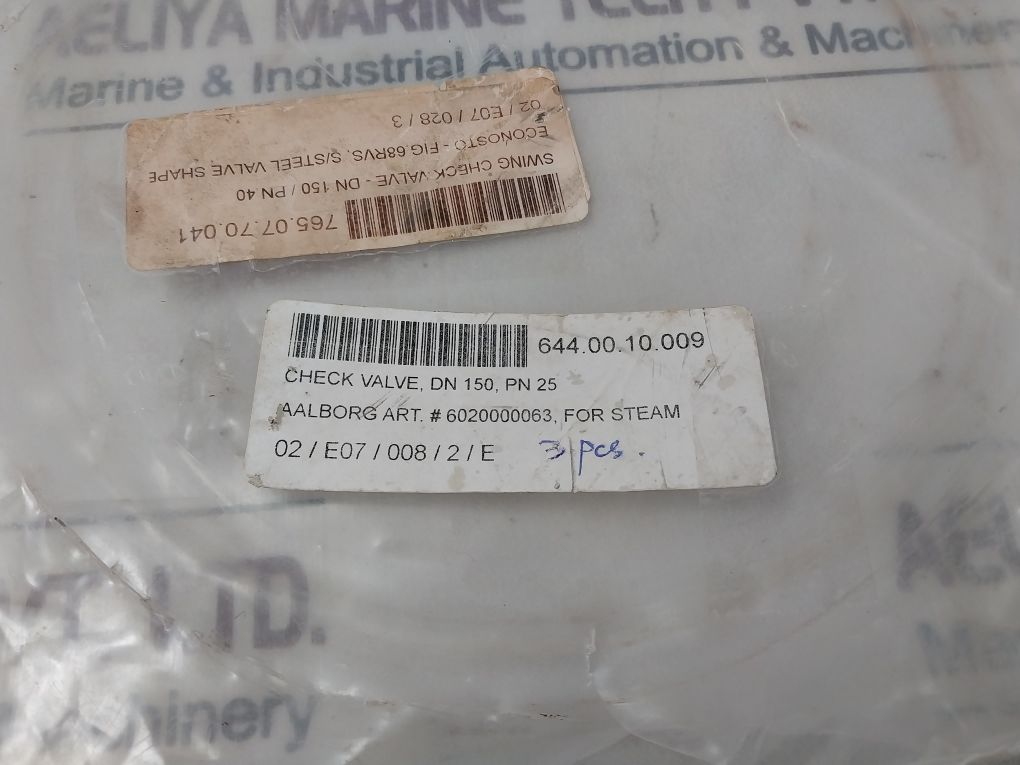 AELIYA MARINE TECH PVT.
Marine & Industrial Automation & Machinery
765.07.70.041
SWING CHECK VALVE - DN 150 / PN 40
ECONOSTO - FIG.68RVS. S/STEEL VALVE SHAPE
02 / E07 / 028 / 3
644.00.10.009
CHECK VALVE, DN 150, PN 25
AALBORG ART. # 6020000063, FOR STEAM
02 / E07 / 008 / 2 / E 3 pcs.
LTD.